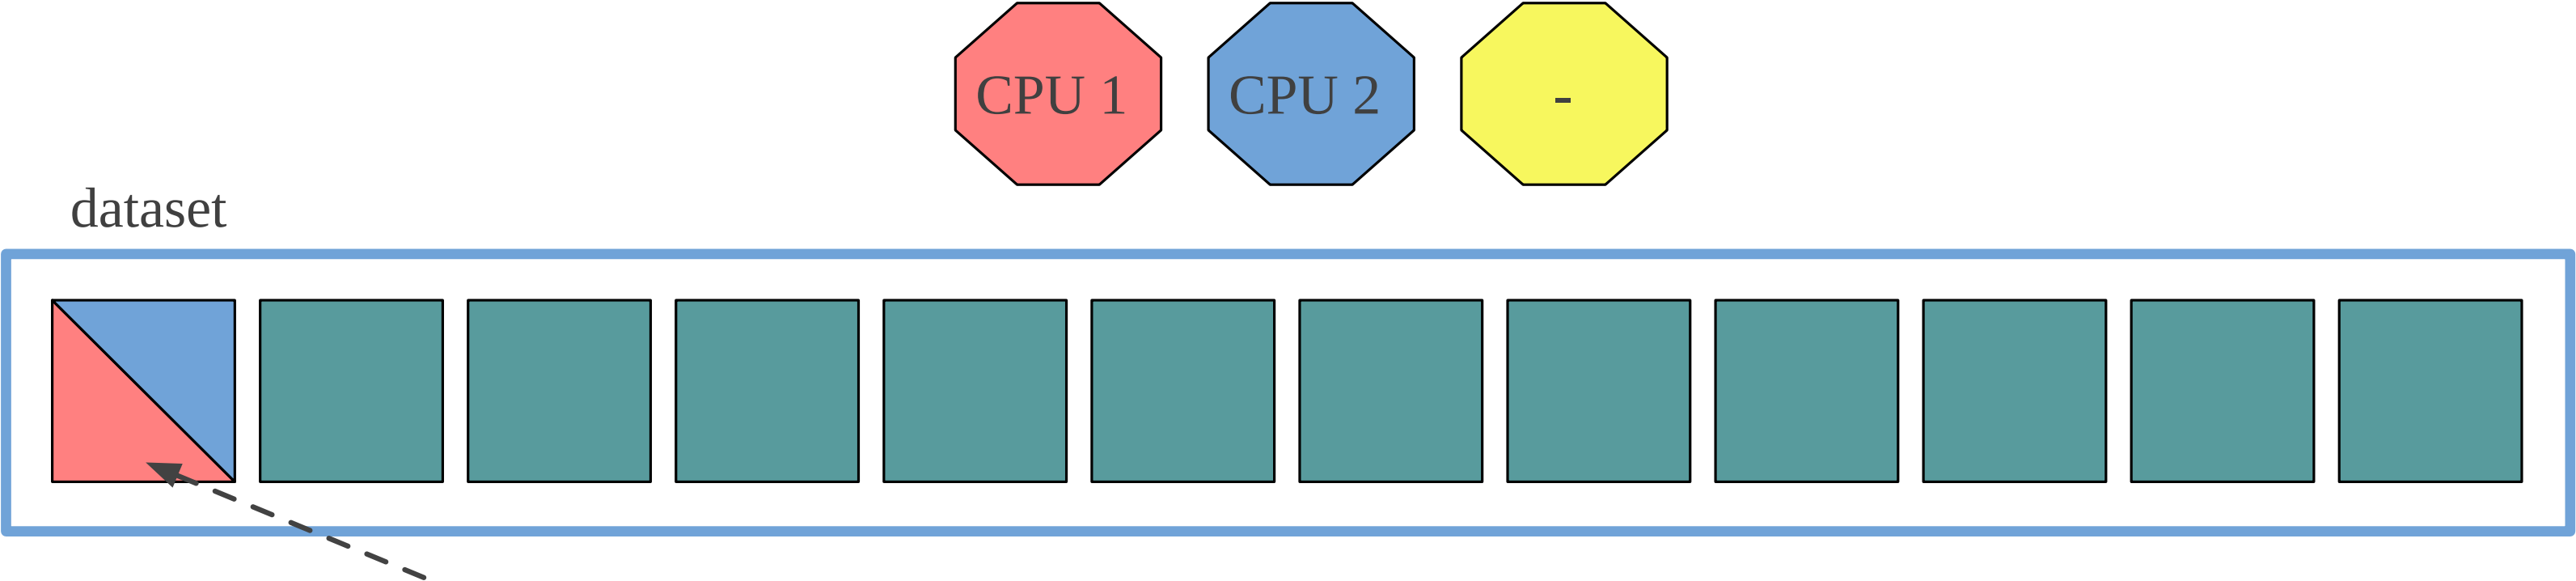 CPU 1
CPU 2
-
dataset